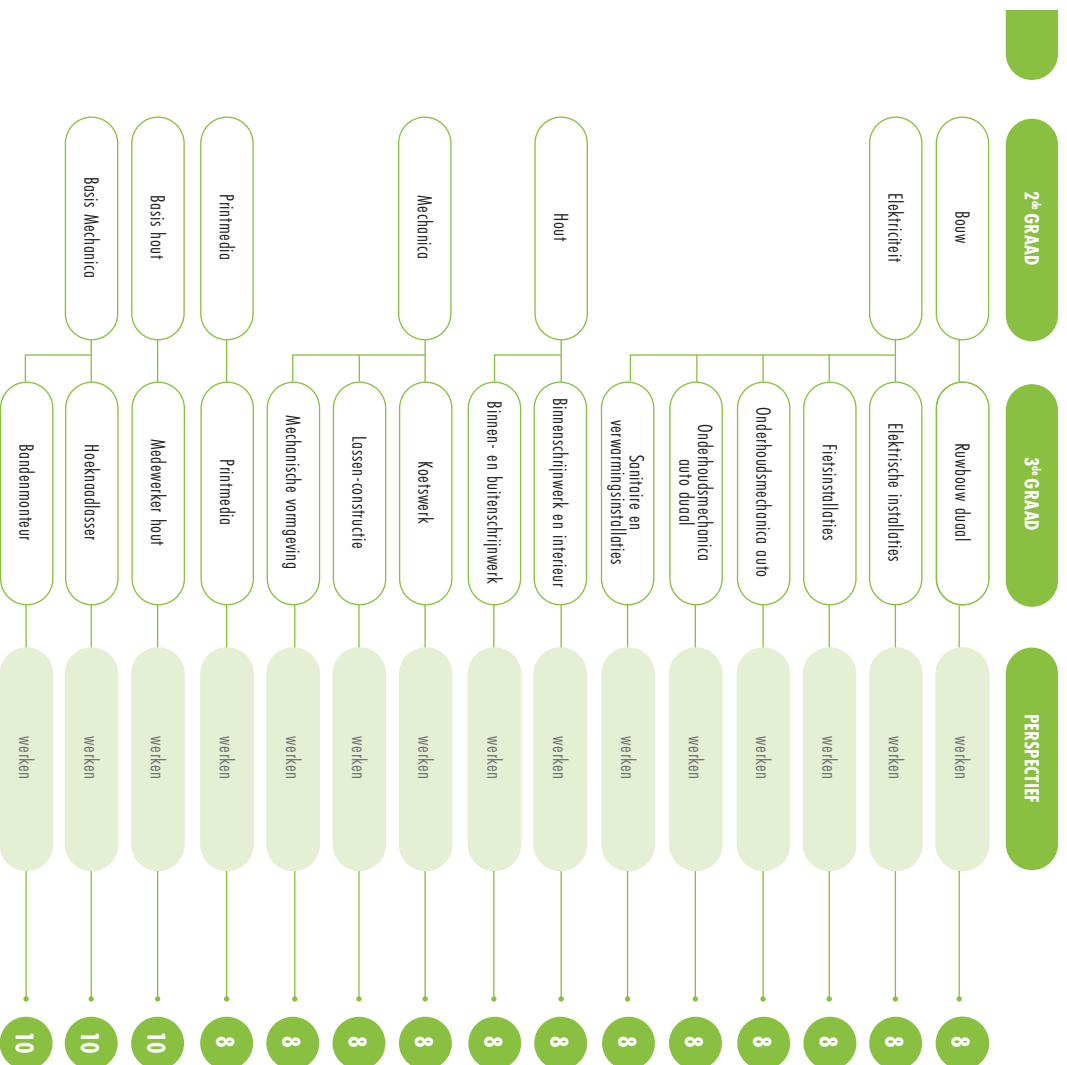 2de GRAAD
3de GRAAD
PERSPECTIEF
Bouw
Ruwbouw duaal
werken
8
Elektriciteit
Elektrische installaties
werken
8
Fietsinstallaties
werken
8
Onderhoudsmechanica auto
werken
8
Onderhoudsmechanica
auto duaal
werken
8
Sanitaire en
verwarmingsinstallaties
werken
8
Hout
Binnenschrijnwerk en interieur
werken
8
Binnen- en buitenschrijnwerk
werken
8
Mechanica
Koetswerk
werken
8
Lassen-constructie
werken
8
Mechanische vormgeving
werken
8
Printmedia
Printmedia
werken
8
Basis hout
Medewerker hout
werken
10
Basis Mechanica
Hoeknaadlasser
werken
10
Bandenmonteur
werken
10